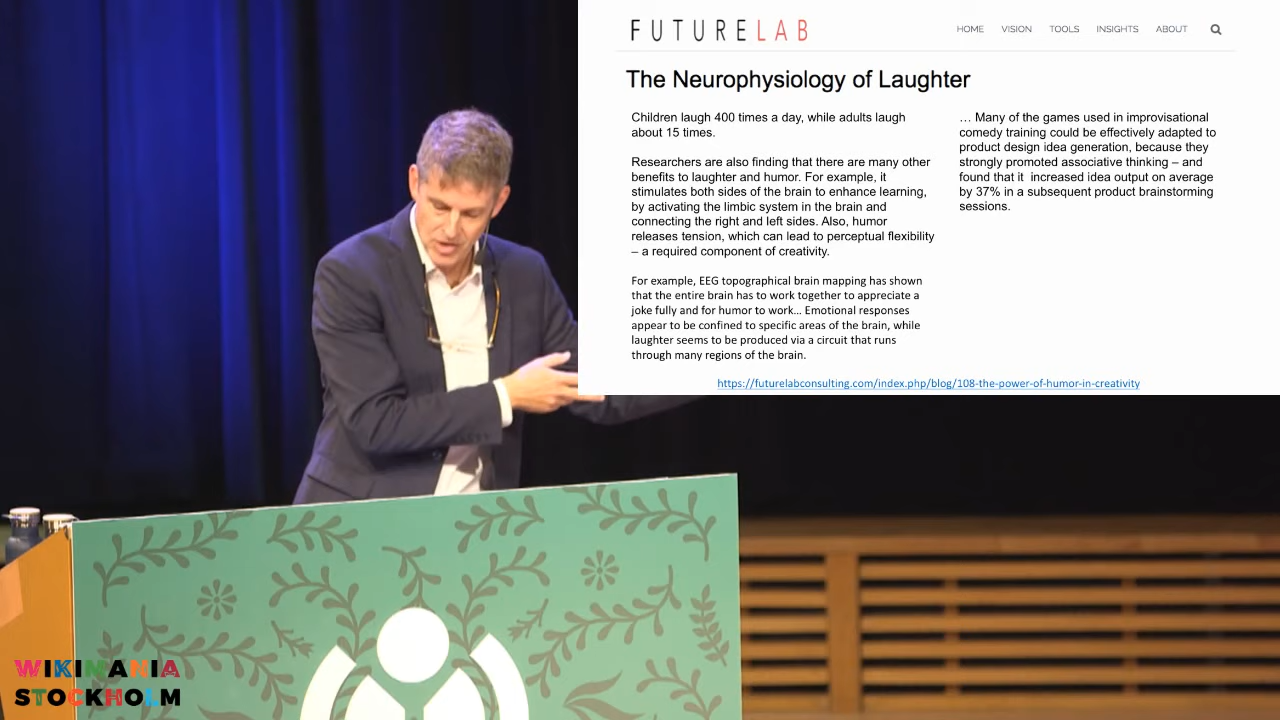 FUTURELAB
HOME VISION TOOLS INSIGHTS ABOUT
The Neurophysiology of Laughter
Children laugh 400 times a day, while adults laugh
about 15 times.
Researchers are also finding that there are many other
benefits to laughter and humor. For example, it
stimulates both sides of the brain to enhance learning,
by activating the limbic system in the brain and
connecting the right and left sides. Also, humor
releases tension, which can lead to perceptual flexibility
– a required component of creativity.
For example, EEG topographical brain mapping has shown
that the entire brain has to work together to appreciate a
joke fully and for humor to work... Emotional responses
appear to be confined to specific areas of the brain, while
laughter seems to be produced via a circuit that runs
through many regions of the brain.
… Many of the games used in improvisational
comedy training could be effectively adapted to
product design idea generation, because they
strongly promoted associative thinking – and
found that it increased idea output on average
by 37% in a subsequent product brainstorming
sessions.
https://futurelabconsulting.com/index.php/blog/108-the-power-of-humor-in-creativity
WIKIMANIA
STOCKHOLM